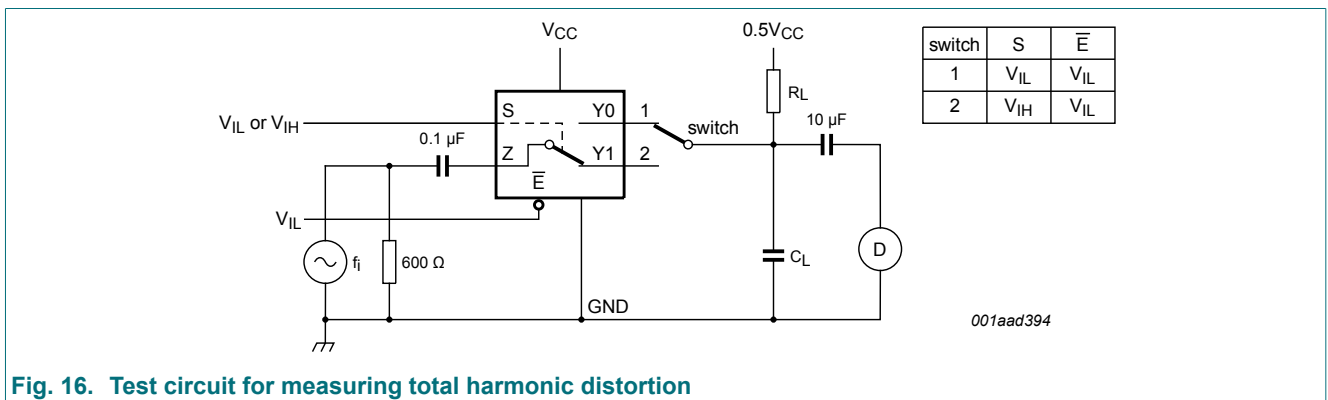 VCC
0.5VCC
switch S E̅
1 VIL VIL
2 VIH VIL
RL
S Y0 1
switch
10 µF
VIL or VIH
0.1 µF
Z Y1 2
E̅
VIL
fi
600 Ω
CL
D
GND
001aad394
Fig. 16. Test circuit for measuring total harmonic distortion